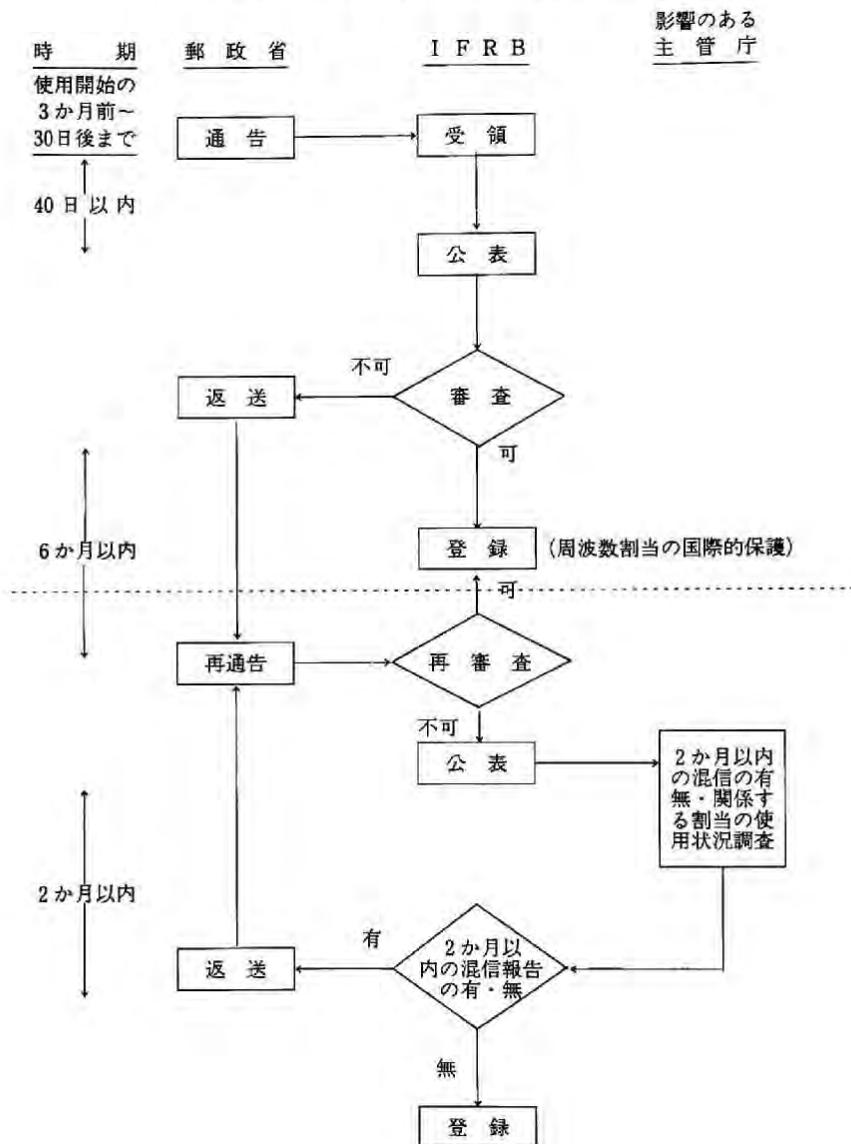 影響のある
時 期 郵政省 IFRB 主管庁
使用開始の
3か月前~
30日後まで
通告
受領
40日以内
公表
不可
返送
審査
可
6か月以内
登録
(周波数割当の国際的保護)
可
再通告
再審査
不可
公表
2か月以内
の混信の有
無・関係す
る割当の使
用状況調査
2か月以内
有
返送
2か月以
内の混信報告
の有・無
無
登録